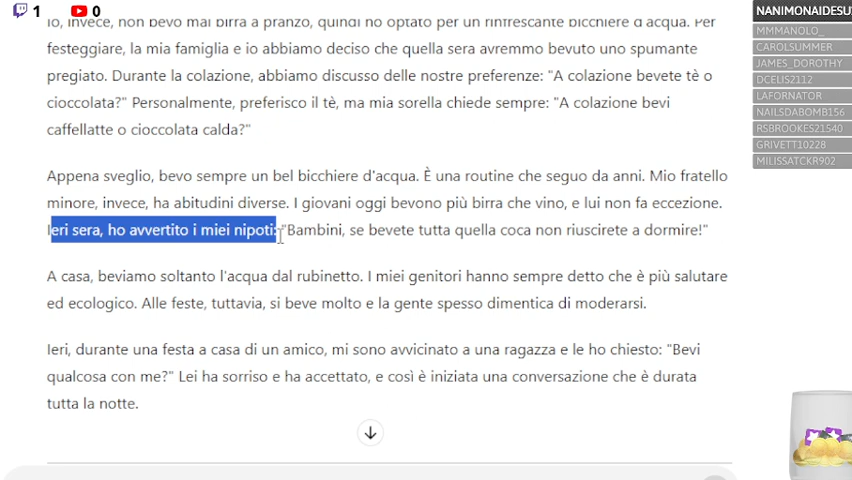 1
0
Io, invece, non bevo mai birra a pranzo, quindi ho optato per un rinfrescante bicchiere d'acqua. Per
festeggiare, la mia famiglia e io abbiamo deciso che quella sera avremmo bevuto uno spumante
pregiato. Durante la colazione, abbiamo discusso delle nostre preferenze: "A colazione bevete tè o
cioccolata?" Personalmente, preferisco il tè, ma mia sorella chiede sempre: "A colazione bevi
caffellatte o cioccolata calda?"
Appena sveglio, bevo sempre un bel bicchiere d'acqua. È una routine che seguo da anni. Mio fratello
minore, invece, ha abitudini diverse. I giovani oggi bevono più birra che vino, e lui non fa eccezione.
Ieri sera, ho avvertito i miei nipoti: "Bambini, se bevete tutta quella coca non riuscirete a dormire!"
A casa, beviamo soltanto l'acqua dal rubinetto. I miei genitori hanno sempre detto che è più salutare
ed ecologico. Alle feste, tuttavia, si beve molto e la gente spesso dimentica di moderarsi.
Ieri, durante una festa a casa di un amico, mi sono avvicinato a una ragazza e le ho chiesto: "Bevi
qualcosa con me?" Lei ha sorriso e ha accettato, e così è iniziata una conversazione che è durata
tutta la notte.
NANIMONAIDESU
MMMANOLO_
CAROLSUMMER
JAMES_DOROTHY
DCELIS2112
LAFORNATOR
NAILSDABOMB156
RSBROOKES21540
GRIVETT10228
MILISSATCKR902